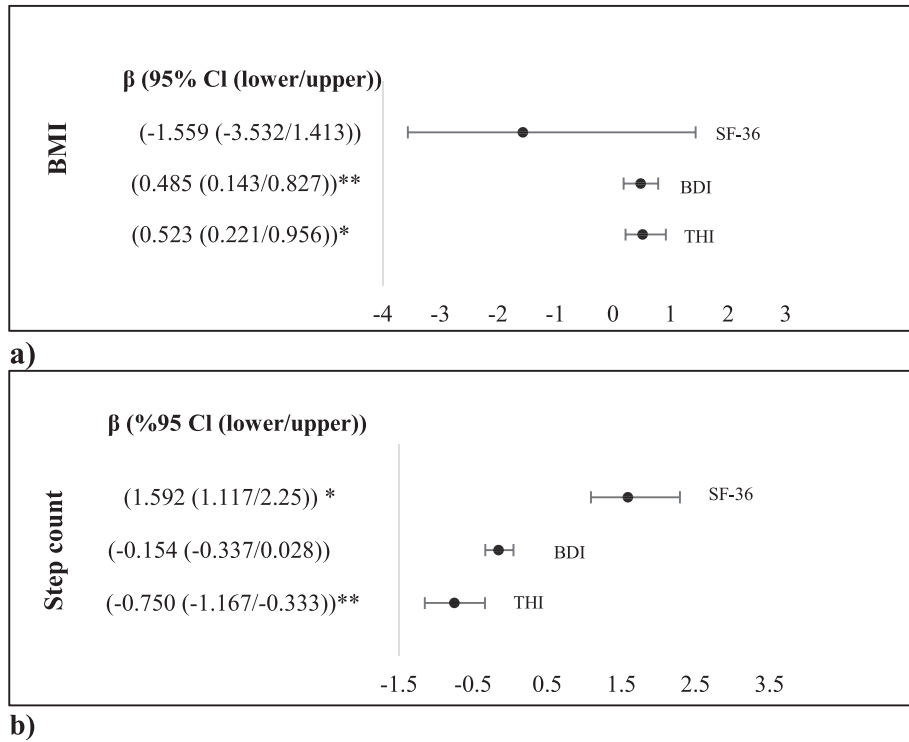 β (95% Cl (lower/upper))
BMI
(-1.559 (-3.532/1.413))
SF-36
(0.485 (0.143/0.827))**
BDI
(0.523 (0.221/0.956))*
THI
-4 -3 -2 -1 0 1 2 3
a)
β (%95 Cl (lower/upper))
Step count
(1.592 (1.117/2.25)) *
SF-36
(-0.154 (-0.337/0.028))
BDI
(-0.750 (-1.167/-0.333))**
THI
-1.5 -0.5 0.5 1.5 2.5 3.5
b)